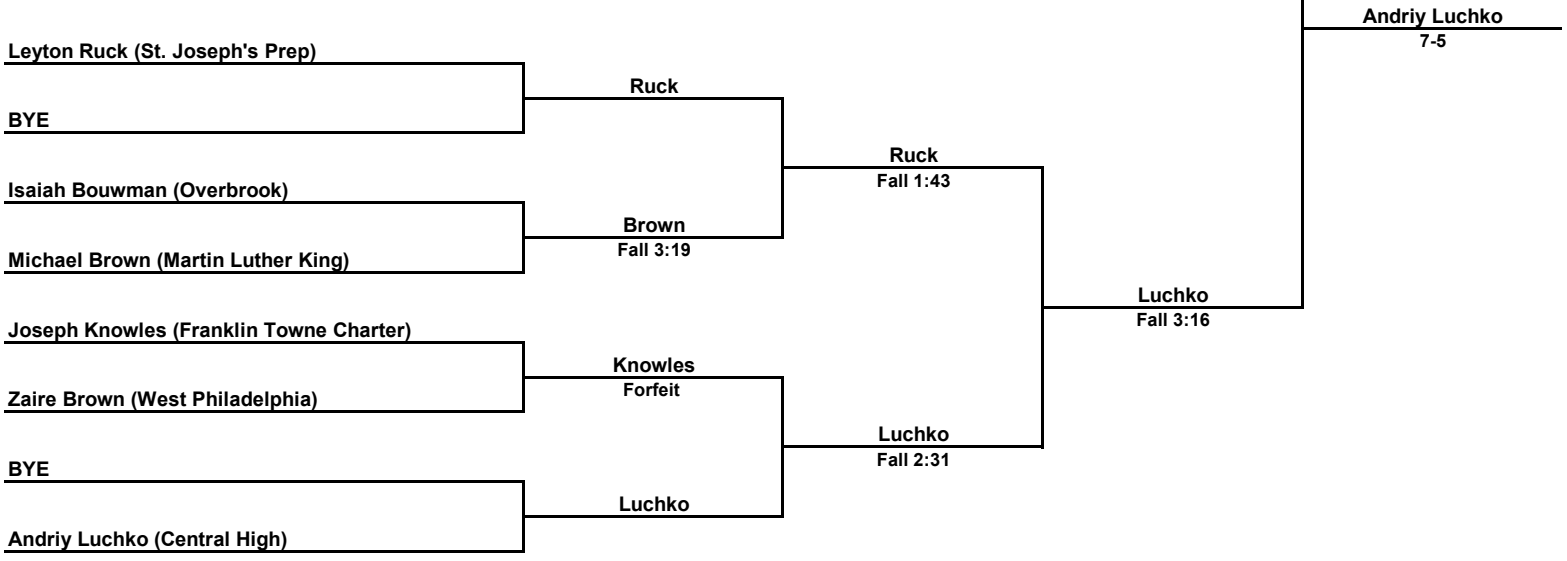 Andriy Luchko
7-5
Leyton Ruck (St. Joseph's Prep)
Ruck
BYE
Ruck
Fall 1:43
Isaiah Bouwman (Overbrook)
Brown
Fall 3:19
Michael Brown (Martin Luther King)
Luchko
Fall 3:16
Joseph Knowles (Franklin Towne Charter)
Knowles
Forfeit
Zaire Brown (West Philadelphia)
Luchko
Fall 2:31
BYE
Luchko
Andriy Luchko (Central High)